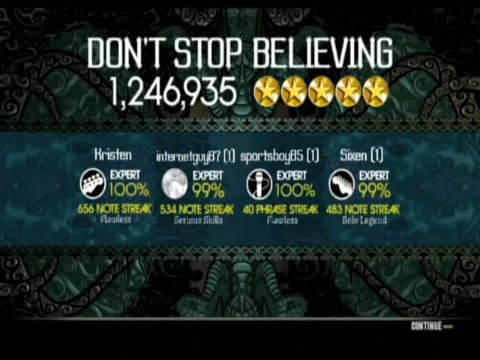 DON'T STOP BELIEVING
1,246,935
Kristen internetguy87 (1) sportsboy85 (1) Sixen (1)
EXPERT EXPERT EXPERT EXPERT
100% 99% 100% 99%
656 NOTE STREAK 534 NOTE STREAK 40 PHRASE STREAK 483 NOTE STREAK
Flawless Serious Skills Flawless Solo Legend
CONTINUE